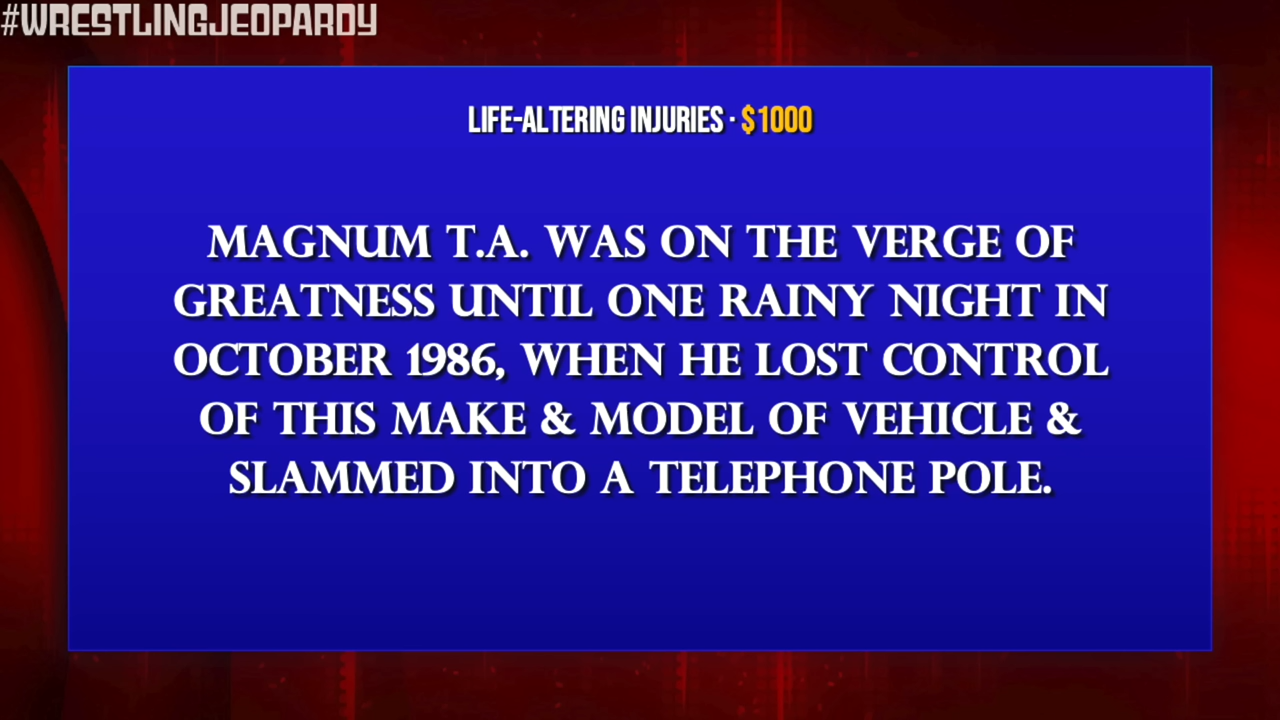 #WRESTLINGJEOPARDY
LIFE-ALTERING INJURIES · $1000
MAGNUM T.A. WAS ON THE VERGE OF
GREATNESS UNTIL ONE RAINY NIGHT IN
OCTOBER 1986, WHEN HE LOST CONTROL
OF THIS MAKE & MODEL OF VEHICLE &
SLAMMED INTO A TELEPHONE POLE.